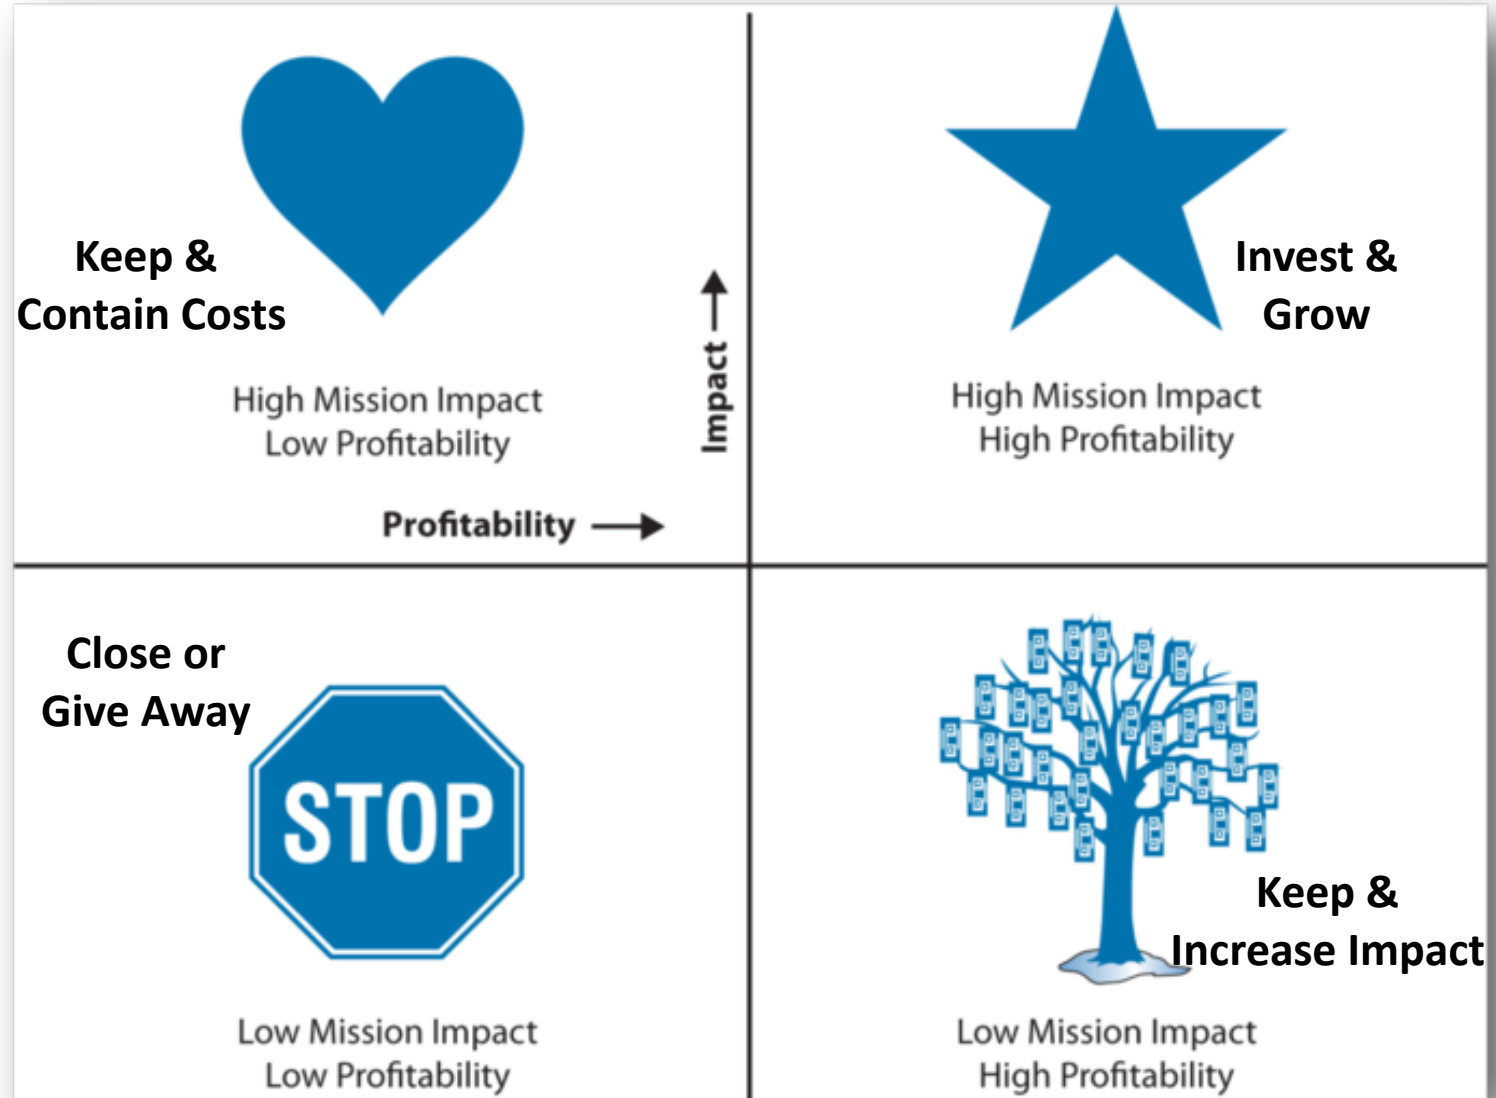 Keep &
Contain Costs
High Mission Impact
Low Profitability
Impact
Profitability
Invest &
Grow
High Mission Impact
High Profitability
Close or
Give Away
STOP
Low Mission Impact
Low Profitability
Keep &
Increase Impact
Low Mission Impact
High Profitability